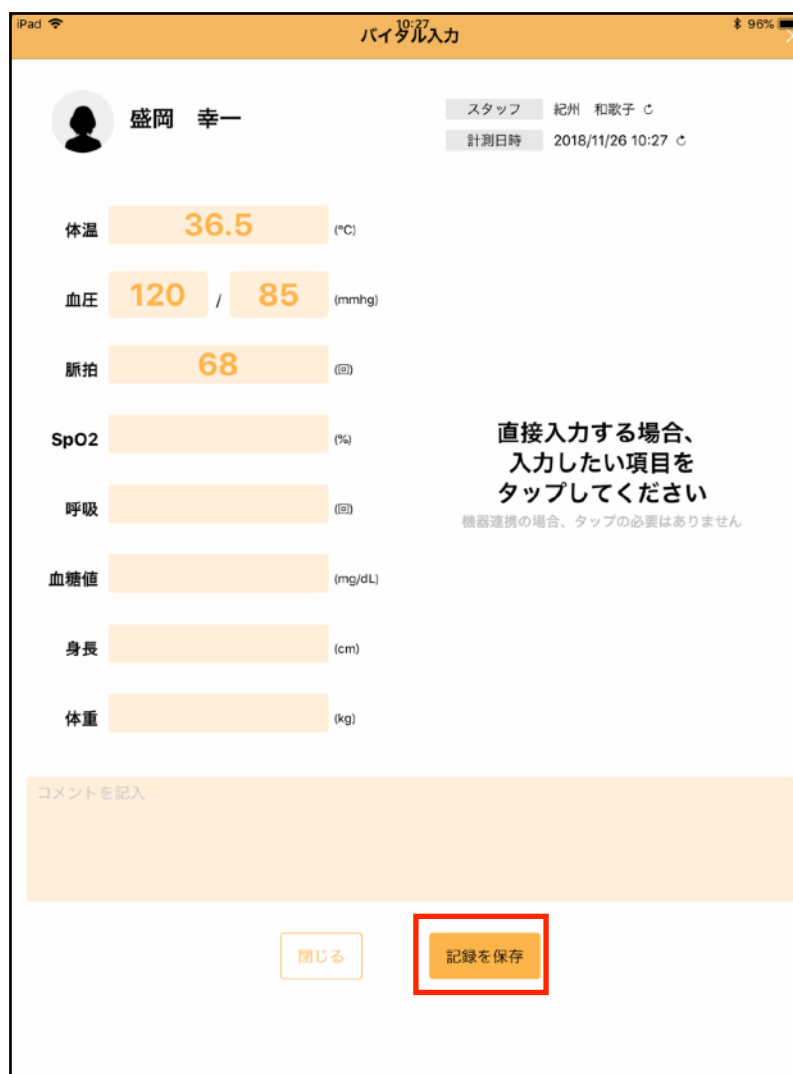 iPad 10:27 96%
バイタル入力
盛岡 幸一
スタッフ 紀州 和歌子
計測日時 2018/11/26 10:27
体温 36.5 (°C)
血圧 120 / 85 (mmhg)
脈拍 68 (回)
SpO2 (%)
呼吸 (回)
血糖値 (mg/dL)
身長 (cm)
体重 (kg)
直接入力する場合、
入力したい項目を
タップしてください
機器連携の場合、タップの必要はありません
コメントを記入
閉じる 記録を保存